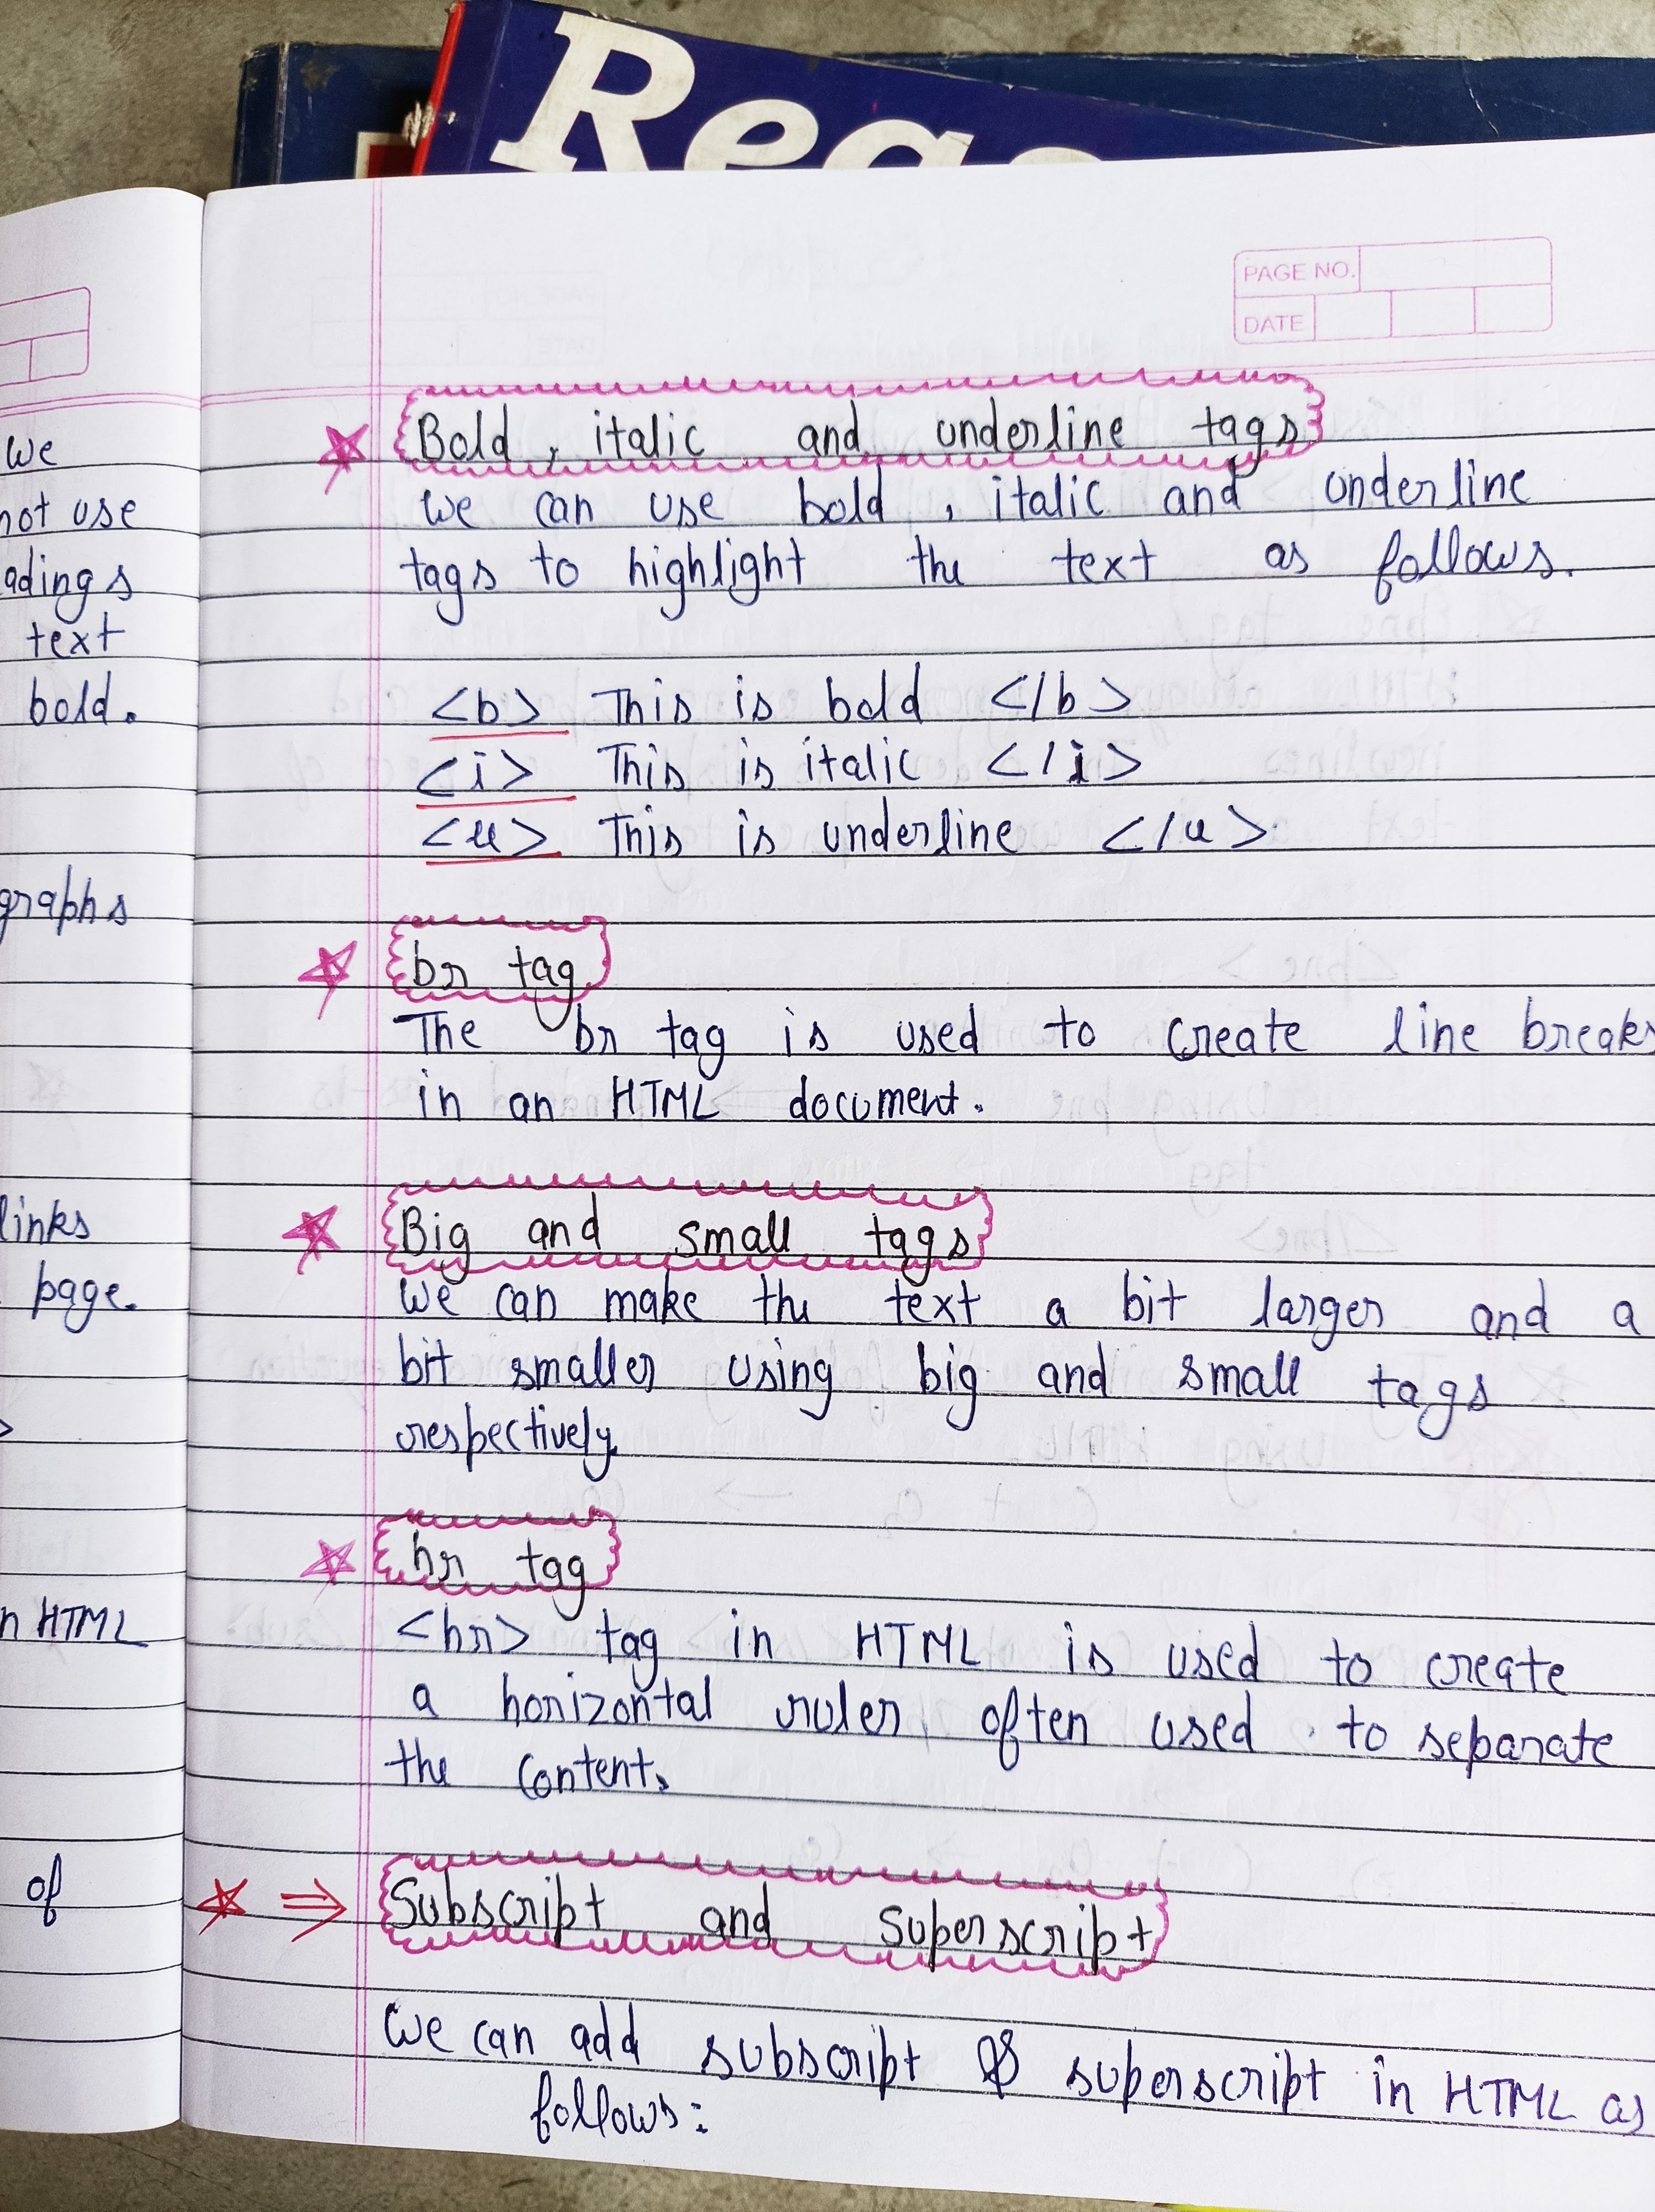 Reas
PAGE NO.
DATE
we
not use
adings
text
bold.
graphs
links
page.
n HTML
of
Bold, italic and underline tags
We can use bold, italic and underline
tags to highlight the text as follows.
<b> This is bold </b>
<i> This is italic </i>
<u> This is underline </u>
br tag
The br tag is used to create line breaks
in an HTML document.
Big and small tags
We can make the text a bit larger and a
bit smaller using big and small tags
respectively.
hr tag
<hr> tag in HTML is used to create
a horizontal ruler often used to separate
the content.
⇒ Subscript and Superscript
We can add subscript & superscript in HTML as
follows: